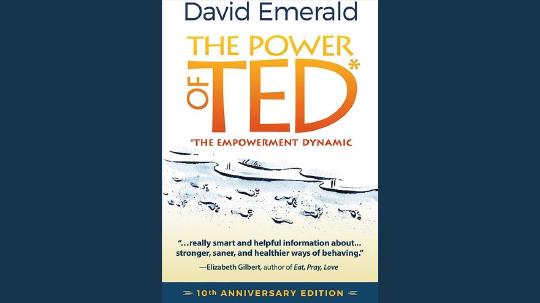 David Emerald
THE POWER
OF TED*
*THE EMPOWERMENT DYNAMIC
“...really smart and helpful information about...
stronger, saner, and healthier ways of behaving.”
—Elizabeth Gilbert, author of Eat, Pray, Love
10th ANNIVERSARY EDITION